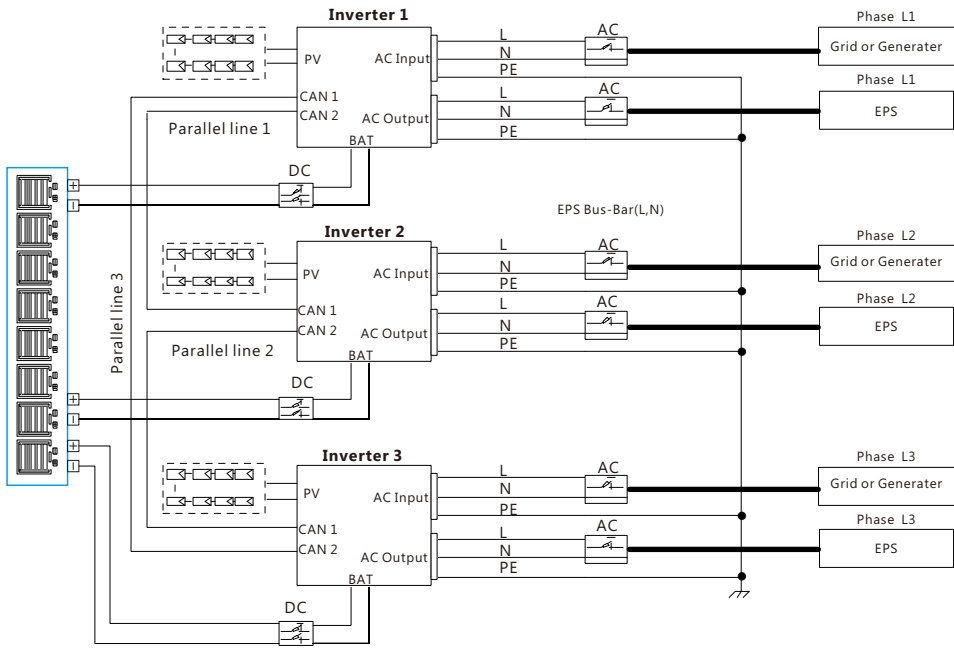 Inverter 1
PV
AC Input
CAN 1
CAN 2
AC Output
BAT
L
N
PE
L
N
PE
AC
AC
Phase L1
Grid or Generater
Phase L1
EPS
Parallel line 1
DC
+
−
EPS Bus-Bar(L,N)
Inverter 2
PV
AC Input
CAN 1
CAN 2
AC Output
BAT
L
N
PE
L
N
PE
AC
AC
Phase L2
Grid or Generater
Phase L2
EPS
Parallel line 3
Parallel line 2
DC
+
−
+
−
Inverter 3
PV
AC Input
CAN 1
CAN 2
AC Output
BAT
L
N
PE
L
N
PE
AC
AC
Phase L3
Grid or Generater
Phase L3
EPS
DC